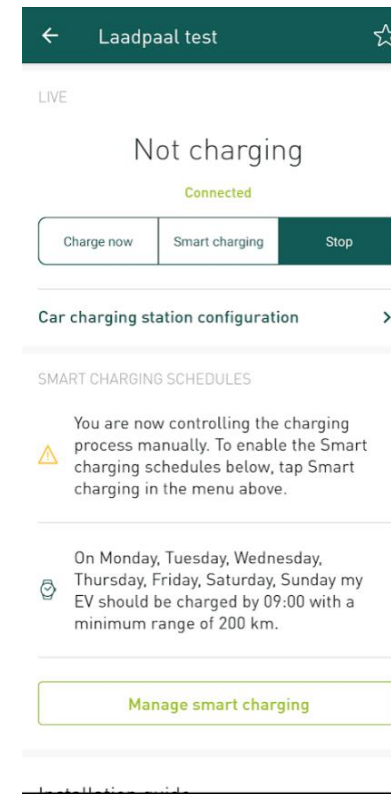 Laadpaal test
LIVE
Not charging
Connected
Charge now
Smart charging
Stop
Car charging station configuration
SMART CHARGING SCHEDULES
You are now controlling the charging
process manually. To enable the Smart
charging schedules below, tap Smart
charging in the menu above.
On Monday, Tuesday, Wednesday,
Thursday, Friday, Saturday, Sunday my
EV should be charged by 09:00 with a
minimum range of 200 km.
Manage smart charging
Installation guide